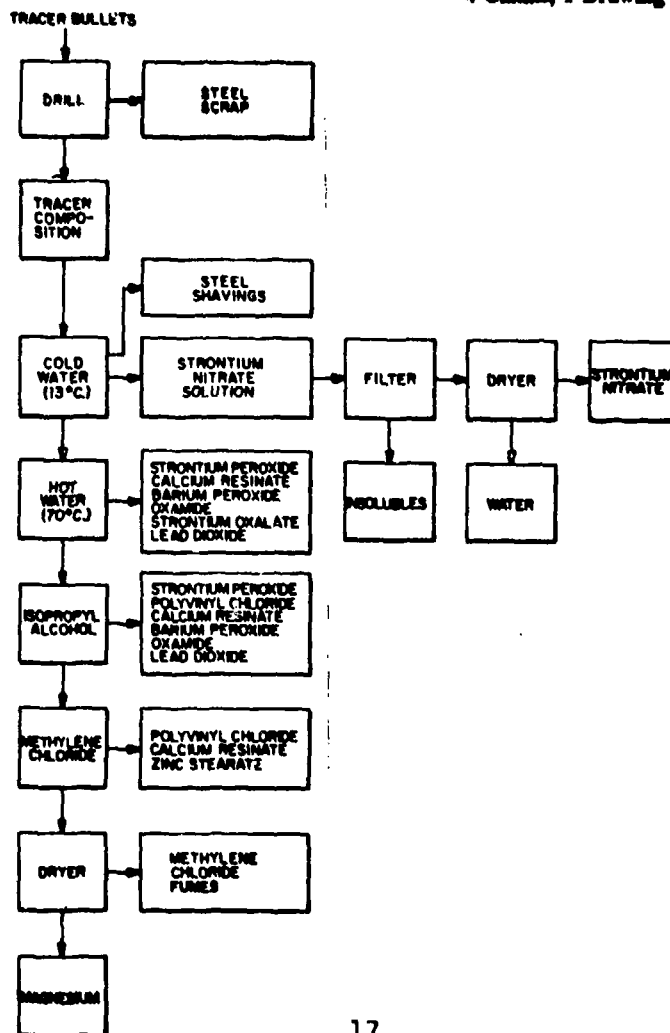 TRACER BULLETS
DRILL
STEEL
SCRAP
TRACER
COMPO-
SITION
STEEL
SHAVINGS
COLD
WATER
(13°C.)
STRONTIUM
NITRATE
SOLUTION
FILTER
DRYER
STRONTIUM
NITRATE
HOT
WATER
(70°C.)
STRONTIUM PEROXIDE
CALCIUM RESINATE
BARIUM PEROXIDE
OXAMIDE
STRONTIUM OXALATE
LEAD DIOXIDE
INSOLUBLES
WATER
ISOPROPYL
ALCOHOL
STRONTIUM PEROXIDE
POLYVINYL CHLORIDE
CALCIUM RESINATE
BARIUM PEROXIDE
OXAMIDE
LEAD DIOXIDE
METHYLENE
CHLORIDE
POLYVINYL CHLORIDE
CALCIUM RESINATE
ZINC STEARATE
DRYER
METHYLENE
CHLORIDE
FUMES
MAGNESIUM
17